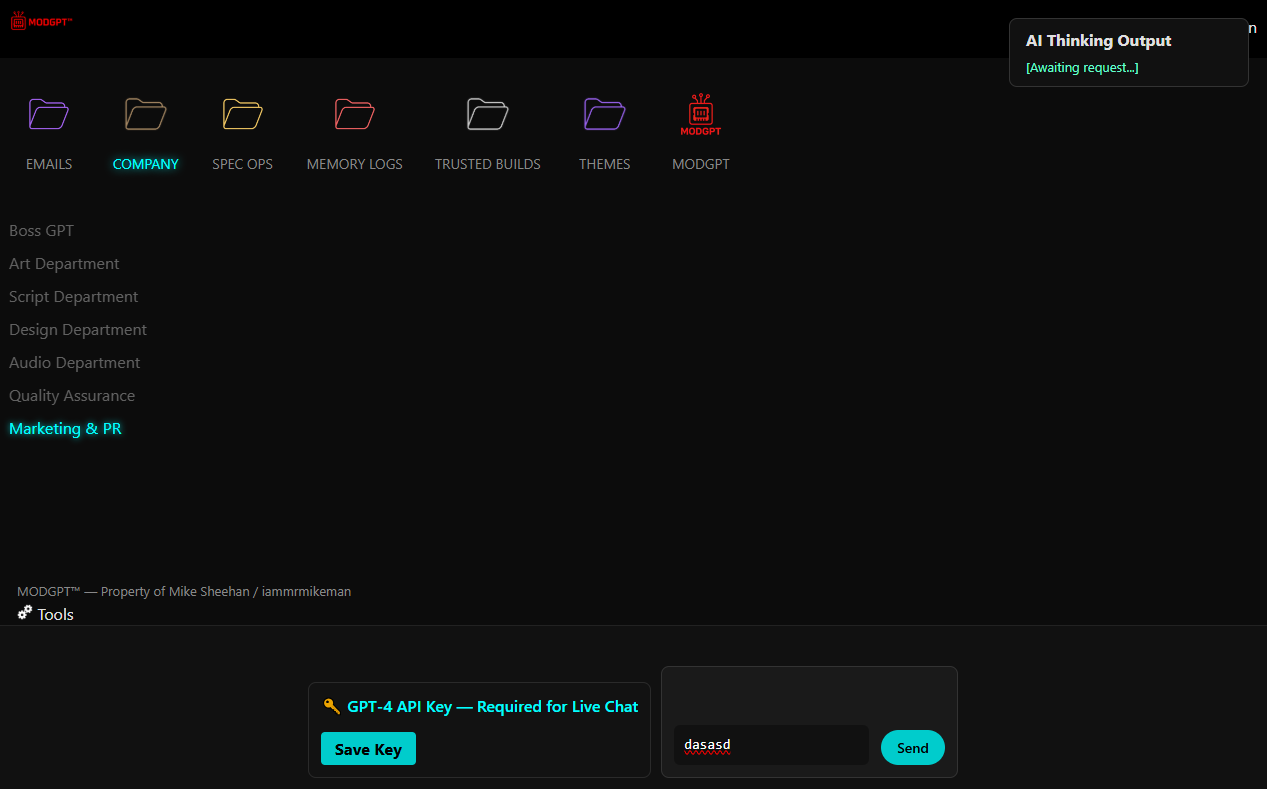 MODGPT™
n
AI Thinking Output
[Awaiting request...]
MODGPT
EMAILS COMPANY SPEC OPS MEMORY LOGS TRUSTED BUILDS THEMES MODGPT
Boss GPT
Art Department
Script Department
Design Department
Audio Department
Quality Assurance
Marketing & PR
MODGPT™ — Property of Mike Sheehan / iammrmikeman
Tools
GPT-4 API Key — Required for Live Chat
Save Key
dasasd
Send